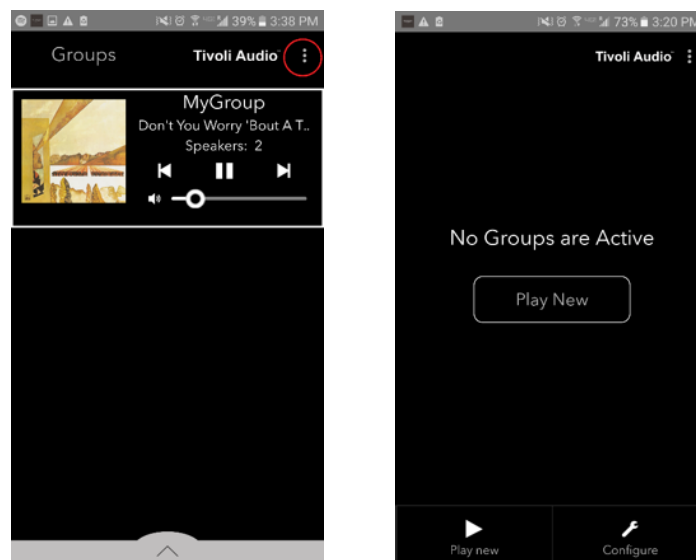 39% 3:38 PM
Groups
Tivoli Audio
MyGroup
Don't You Worry 'Bout A T..
Speakers: 2
73% 3:20 PM
Tivoli Audio
No Groups are Active
Play New
Play new
Configure